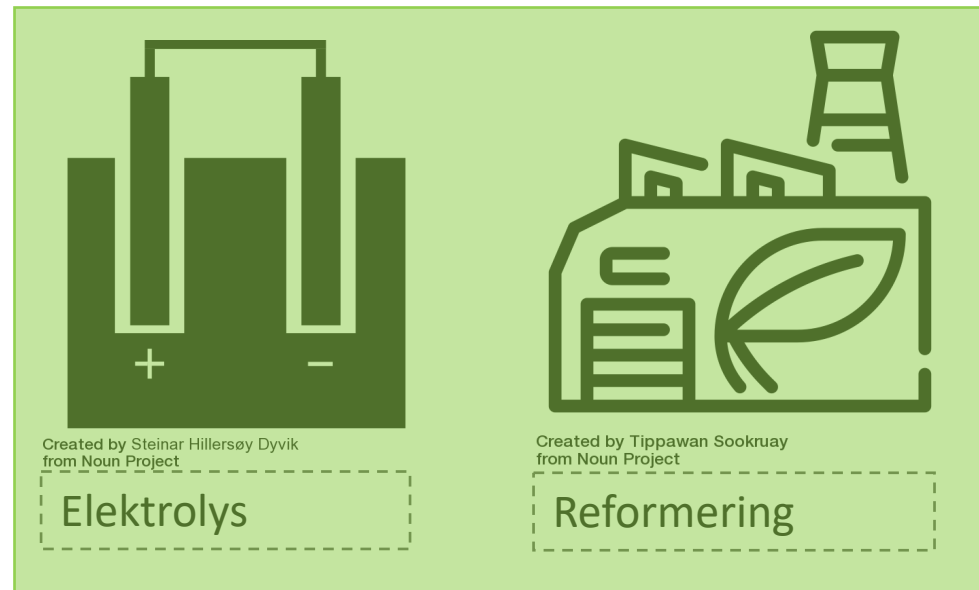 + −
Created by Steinar Hillersøy Dyvik
from Noun Project
Elektrolys
Created by Tippawan Sookruay
from Noun Project
Reformering